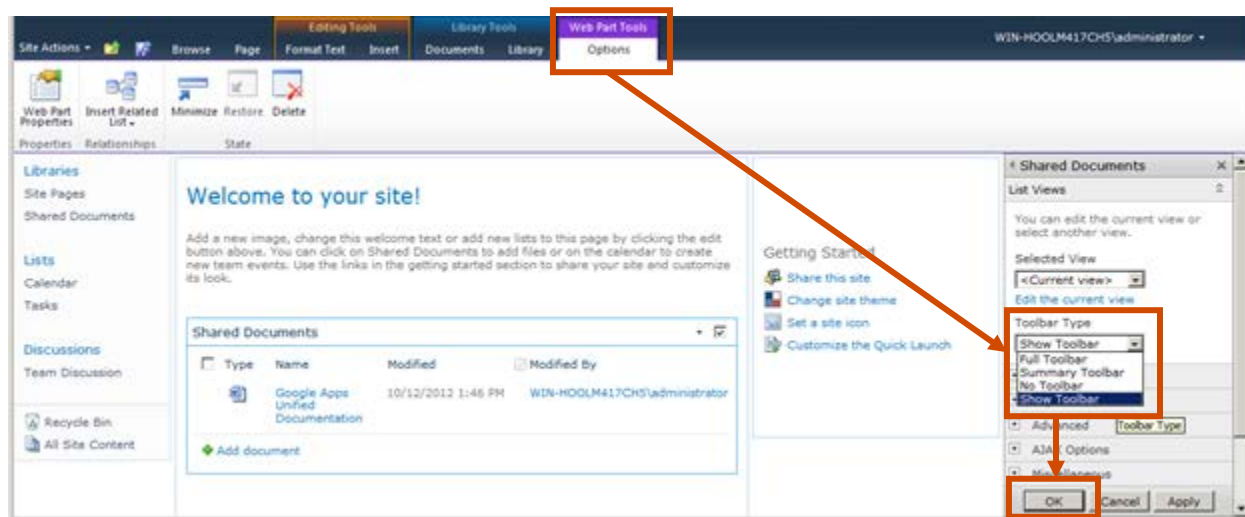 Editing Tools
Library Tools
Web Part Tools
Site Actions
Browse
Page
Format Text
Insert
Documents
Library
Options
WIN-HOOLM417CHS\administrator
Web Part
Properties
Insert Related
List
Minimize
Restore
Delete
Properties
Relationships
State
Libraries
Site Pages
Shared Documents
Lists
Calendar
Tasks
Discussions
Team Discussion
Recycle Bin
All Site Content
Welcome to your site!
Add a new image, change this welcome text or add new lists to this page by clicking the edit
button above. You can click on Shared Documents to add files or on the calendar to create
new team events. Use the links in the getting started section to share your site and customize
its look.
Shared Documents
Type
Name
Modified
Modified By
Google Apps
Unified
Documentation
10/12/2012 1:46 PM
WIN-HOOLM417CHS\administrator
Add document
Getting Started
Share this site
Change site theme
Set a site icon
Customize the Quick Launch
Shared Documents
List Views
You can edit the current view or
select another view.
Selected View
<Current view>
Edit the current view
Toolbar Type
Show Toolbar
Full Toolbar
Summary Toolbar
No Toolbar
Show Toolbar
Advanced
Toolbar Type
AJAX Options
Miscellaneous
OK
Cancel
Apply